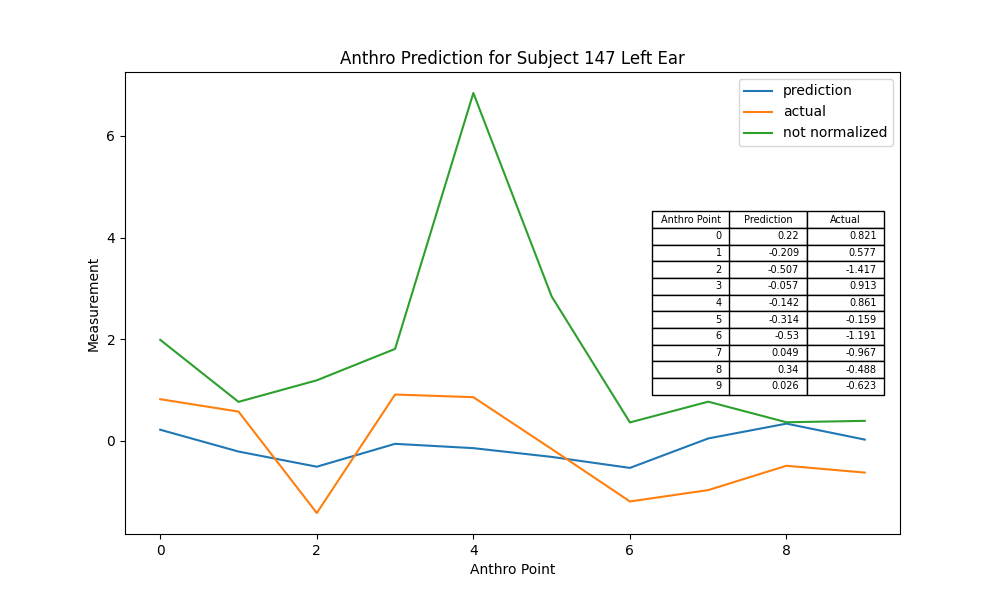 Anthro Prediction for Subject 147 Left Ear
prediction
actual
not normalized
Measurement
6
4
2
0
Anthro Point Prediction Actual
0 0.22 0.821
1 -0.209 0.577
2 -0.507 -1.417
3 -0.057 0.913
4 -0.142 0.861
5 -0.314 -0.159
6 -0.53 -1.191
7 0.049 -0.967
8 0.34 -0.488
9 0.026 -0.623
0 2 4 6 8
Anthro Point